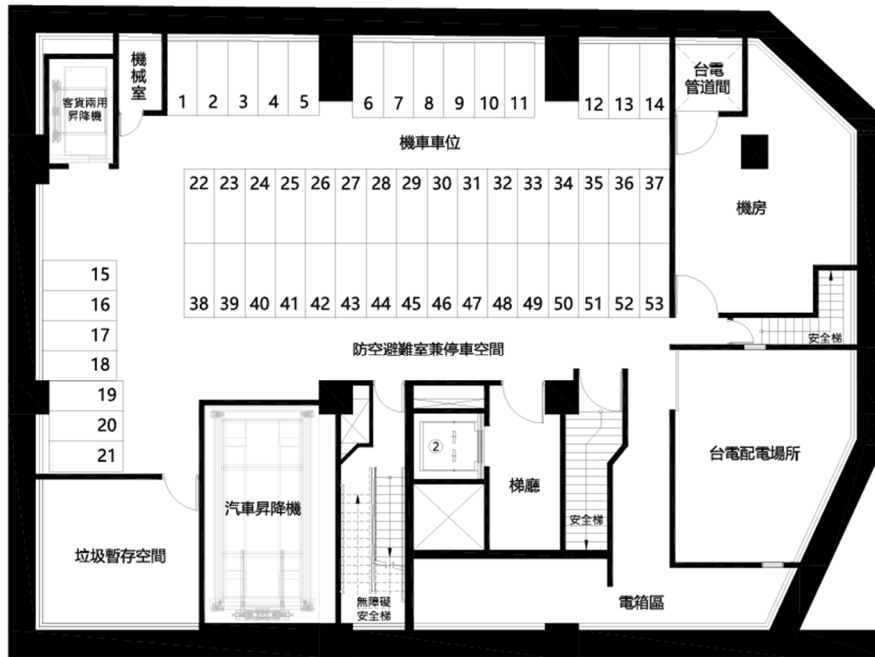 機械室
客貨兩用
昇降機
1 2 3 4 5
6 7 8 9 10 11
12 13 14
台電
管道間
機車車位
22 23 24 25 26 27 28 29 30 31 32 33 34 35 36 37
機房
15
16
17
18
19
20
21
38 39 40 41 42 43 44 45 46 47 48 49 50 51 52 53
安全梯
防空避難室兼停車空間
2
台電配電場所
梯廳
汽車昇降機
安全梯
垃圾暫存空間
無障礙
安全梯
電箱區